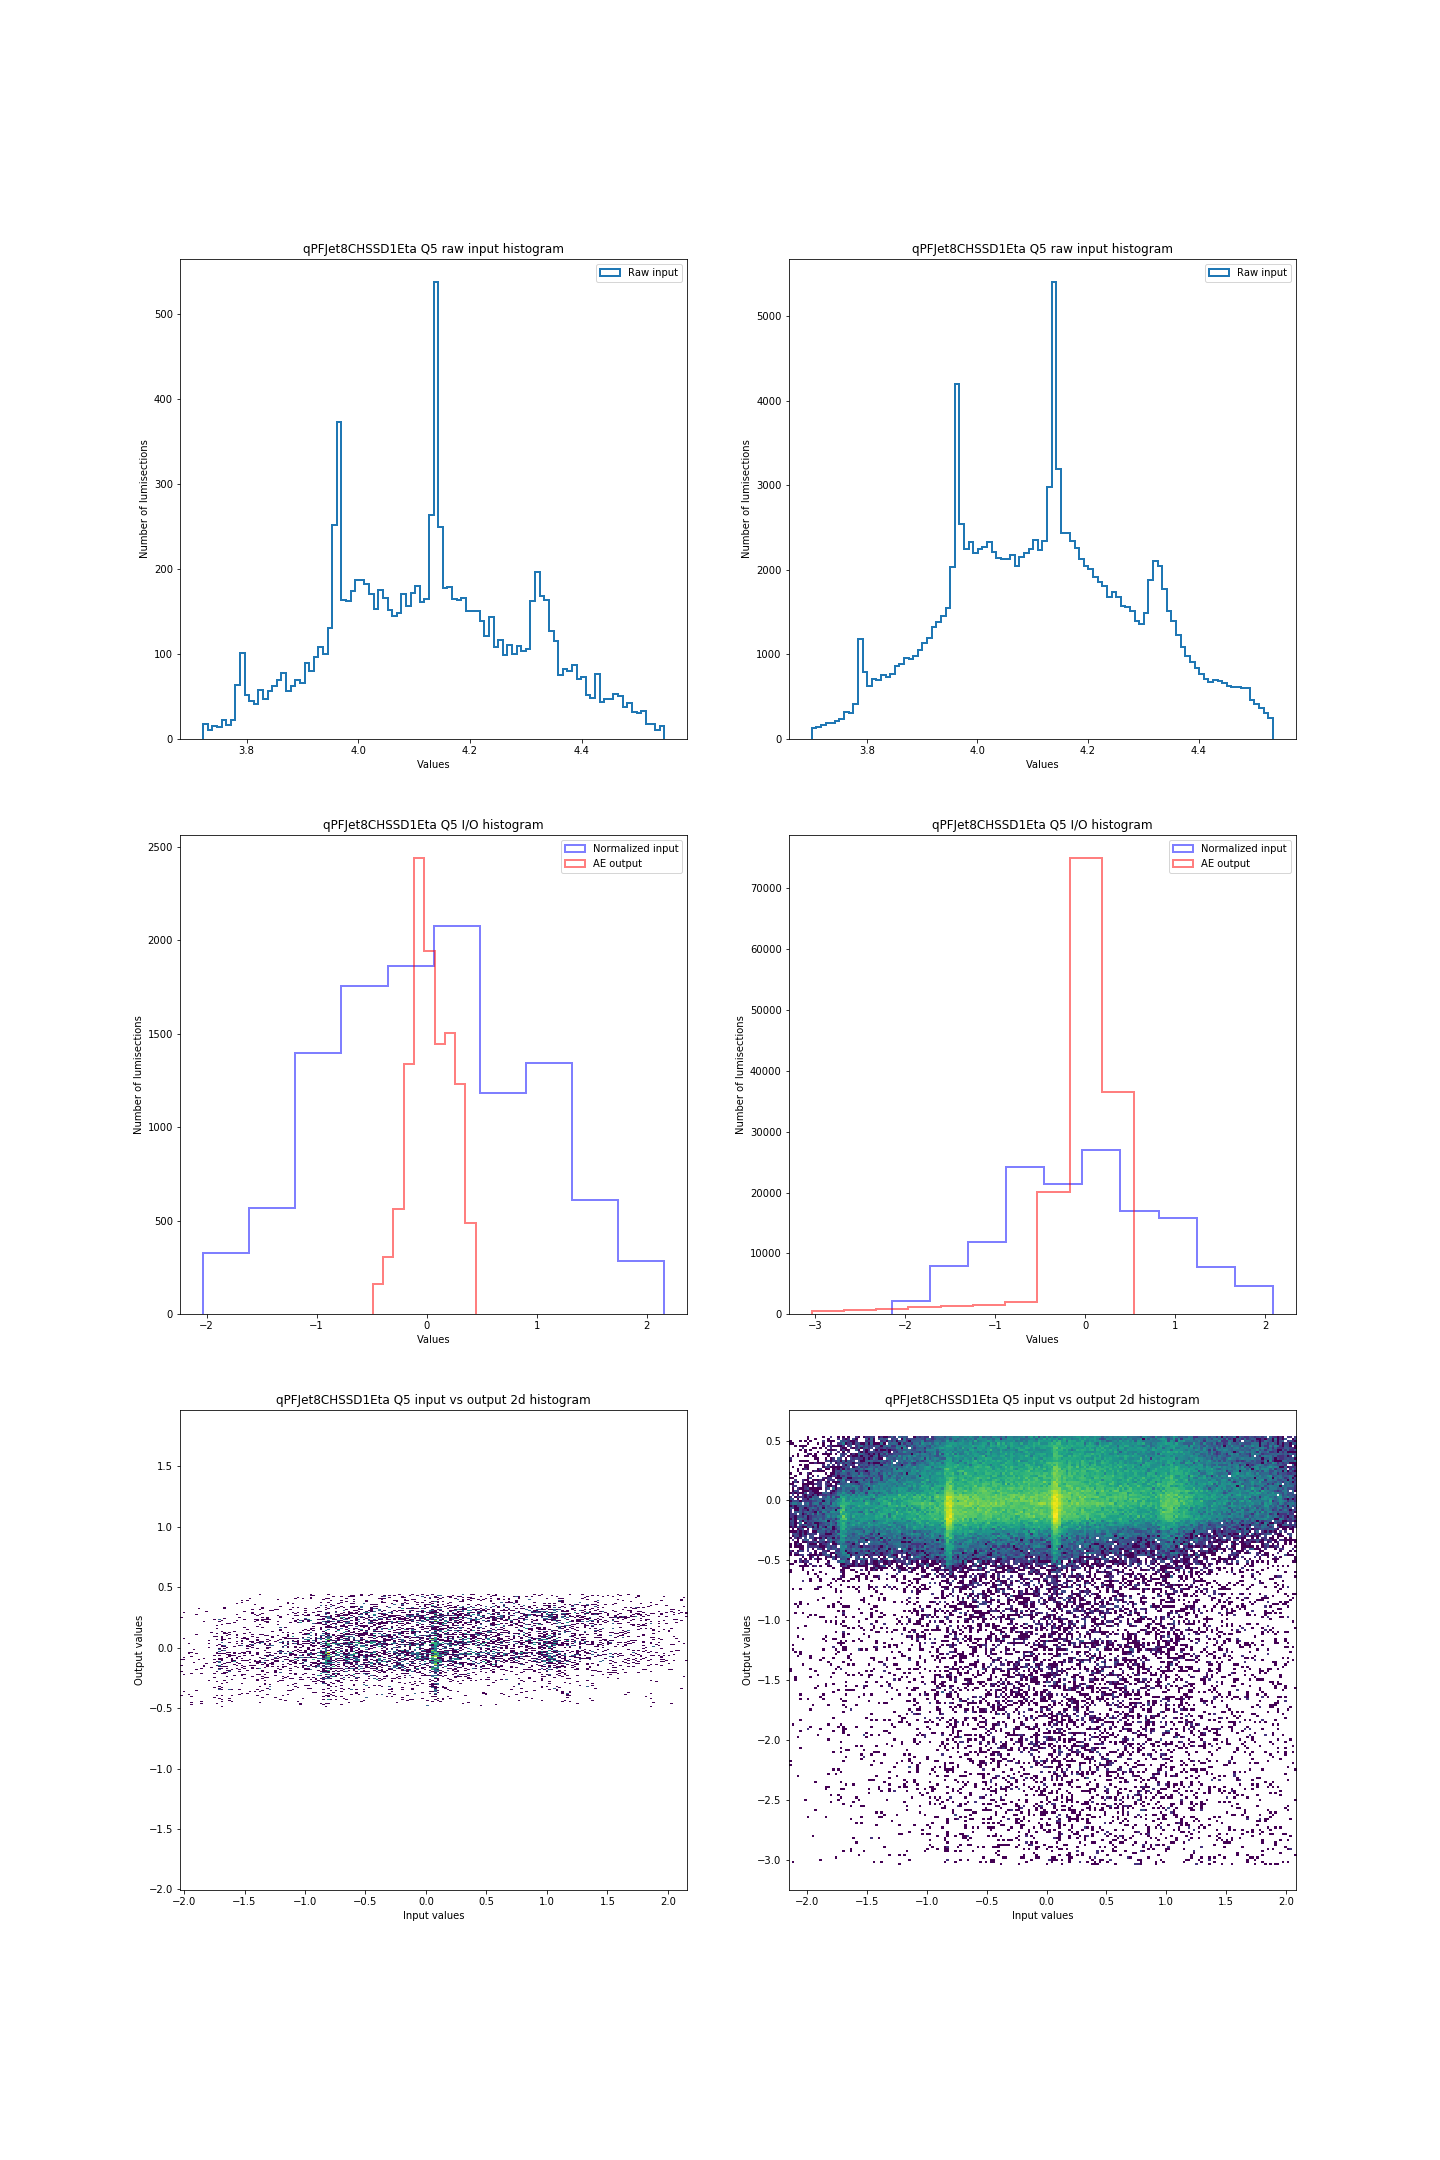 qPFJet8CHSSD1Eta Q5 raw input histogram
Raw input
500
400
300
200
100
0
Number of lumisections
3.8 4.0 4.2 4.4
Values
qPFJet8CHSSD1Eta Q5 raw input histogram
Raw input
5000
4000
3000
2000
1000
0
Number of lumisections
3.8 4.0 4.2 4.4
Values
qPFJet8CHSSD1Eta Q5 I/O histogram
Normalized input
AE output
2500
2000
1500
1000
500
0
Number of lumisections
−2 −1 0 1 2
Values
qPFJet8CHSSD1Eta Q5 I/O histogram
Normalized input
AE output
70000
60000
50000
40000
30000
20000
10000
0
Number of lumisections
−3 −2 −1 0 1 2
Values
qPFJet8CHSSD1Eta Q5 input vs output 2d histogram
1.5
1.0
0.5
0.0
−0.5
−1.0
−1.5
−2.0
Output values
−2.0 −1.5 −1.0 −0.5 0.0 0.5 1.0 1.5 2.0
Input values
qPFJet8CHSSD1Eta Q5 input vs output 2d histogram
0.5
0.0
−0.5
−1.0
−1.5
−2.0
−2.5
−3.0
Output values
−2.0 −1.5 −1.0 −0.5 0.0 0.5 1.0 1.5 2.0
Input values